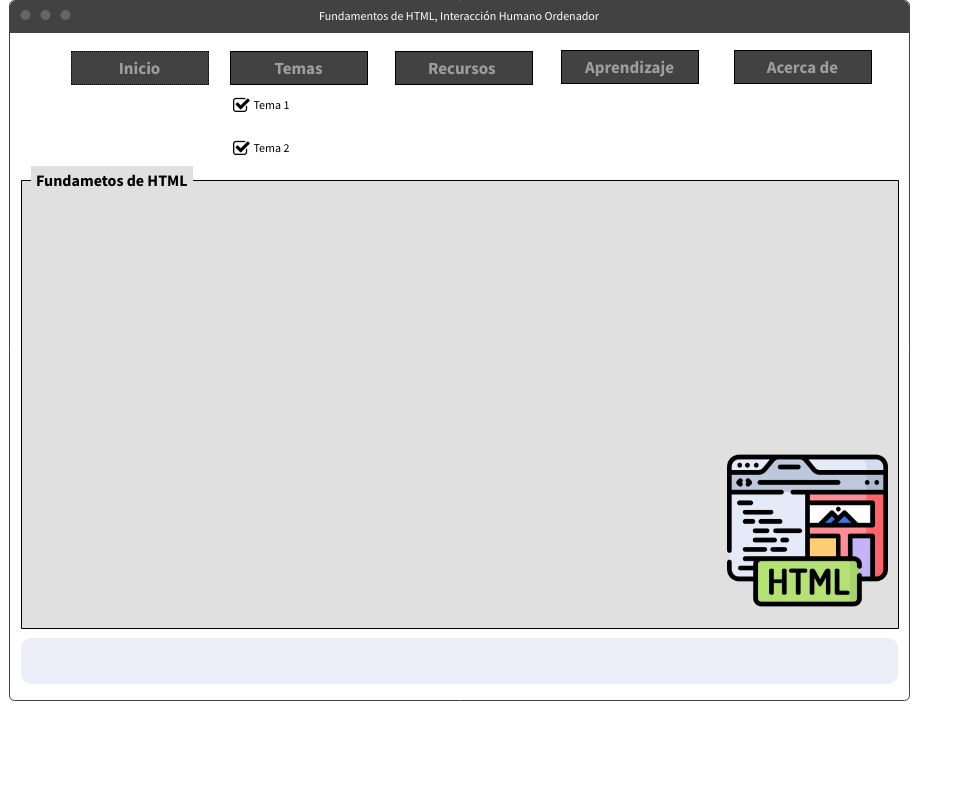 Fundamentos de HTML, Interacción Humano Ordenador
Inicio
Temas
Recursos
Aprendizaje
Acerca de
Tema 1
Tema 2
Fundametos de HTML
HTML